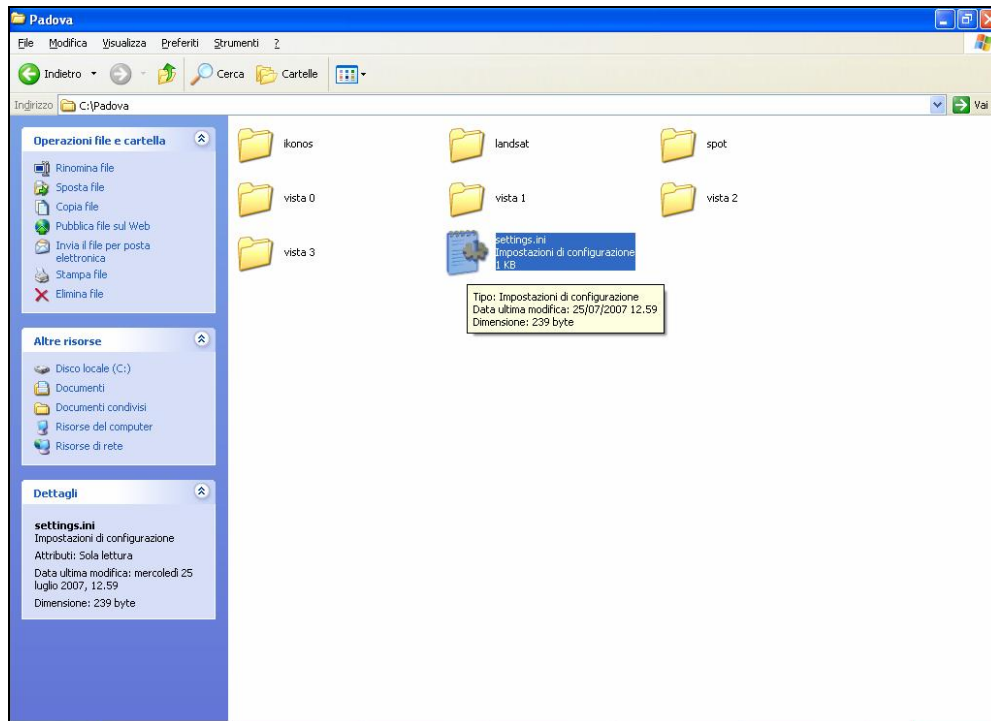 Padova
File Modifica Visualizza Preferiti Strumenti ?
Indietro Cerca Cartelle
Indirizzo C:\Padova Vai
Operazioni file e cartella
Rinomina file
Sposta file
Copia file
Pubblica file sul Web
Invia il file per posta
elettronica
Stampa file
Elimina file
Altre risorse
Disco locale (C:)
Documenti
Documenti condivisi
Risorse del computer
Risorse di rete
Dettagli
settings.ini
Impostazioni di configurazione
Attributi: Sola lettura
Data ultima modifica: mercoledì 25
luglio 2007, 12.59
Dimensione: 239 byte
ikonos landsat spot
vista 0 vista 1 vista 2
vista 3
settings.ini
Impostazioni di configurazione
1 KB
Tipo: Impostazioni di configurazione
Data ultima modifica: 25/07/2007 12.59
Dimensione: 239 byte